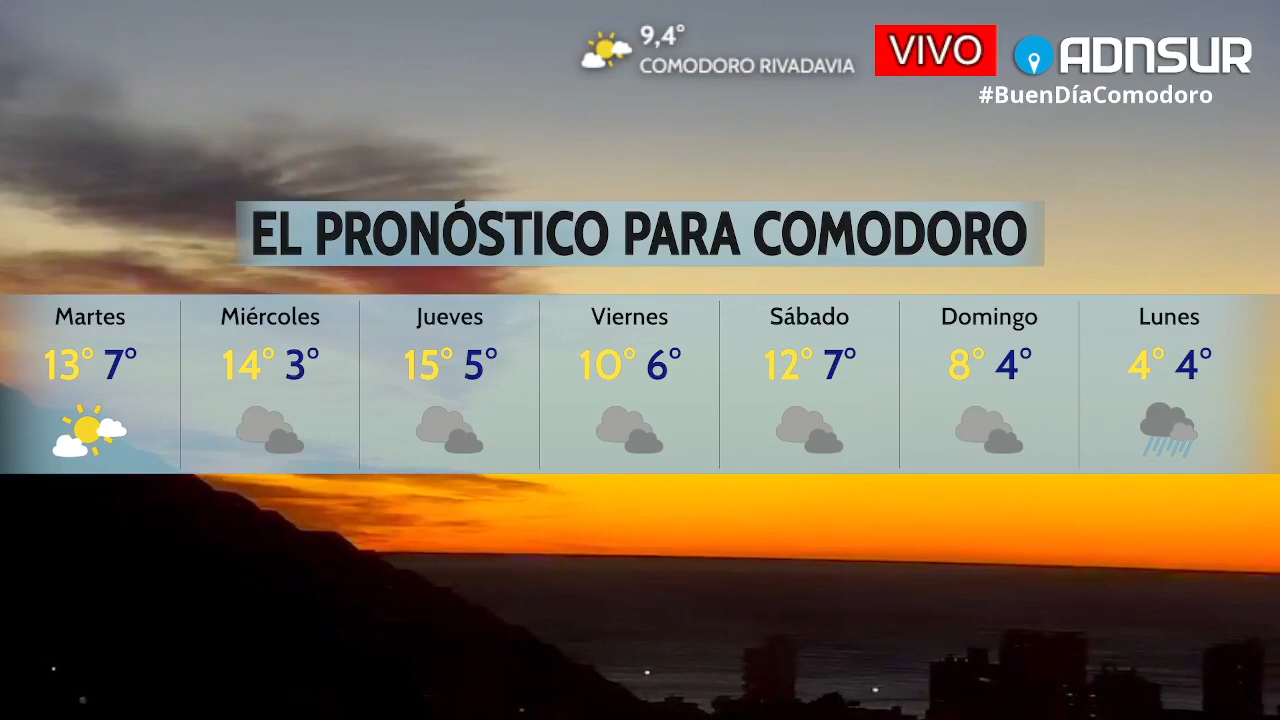 9,4°
COMODORO RIVADAVIA
VIVO
ADNSUR
#BuenDíaComodoro
EL PRONÓSTICO PARA COMODORO
Martes
13° 7°
Miércoles
14° 3°
Jueves
15° 5°
Viernes
10° 6°
Sábado
12° 7°
Domingo
8° 4°
Lunes
4° 4°